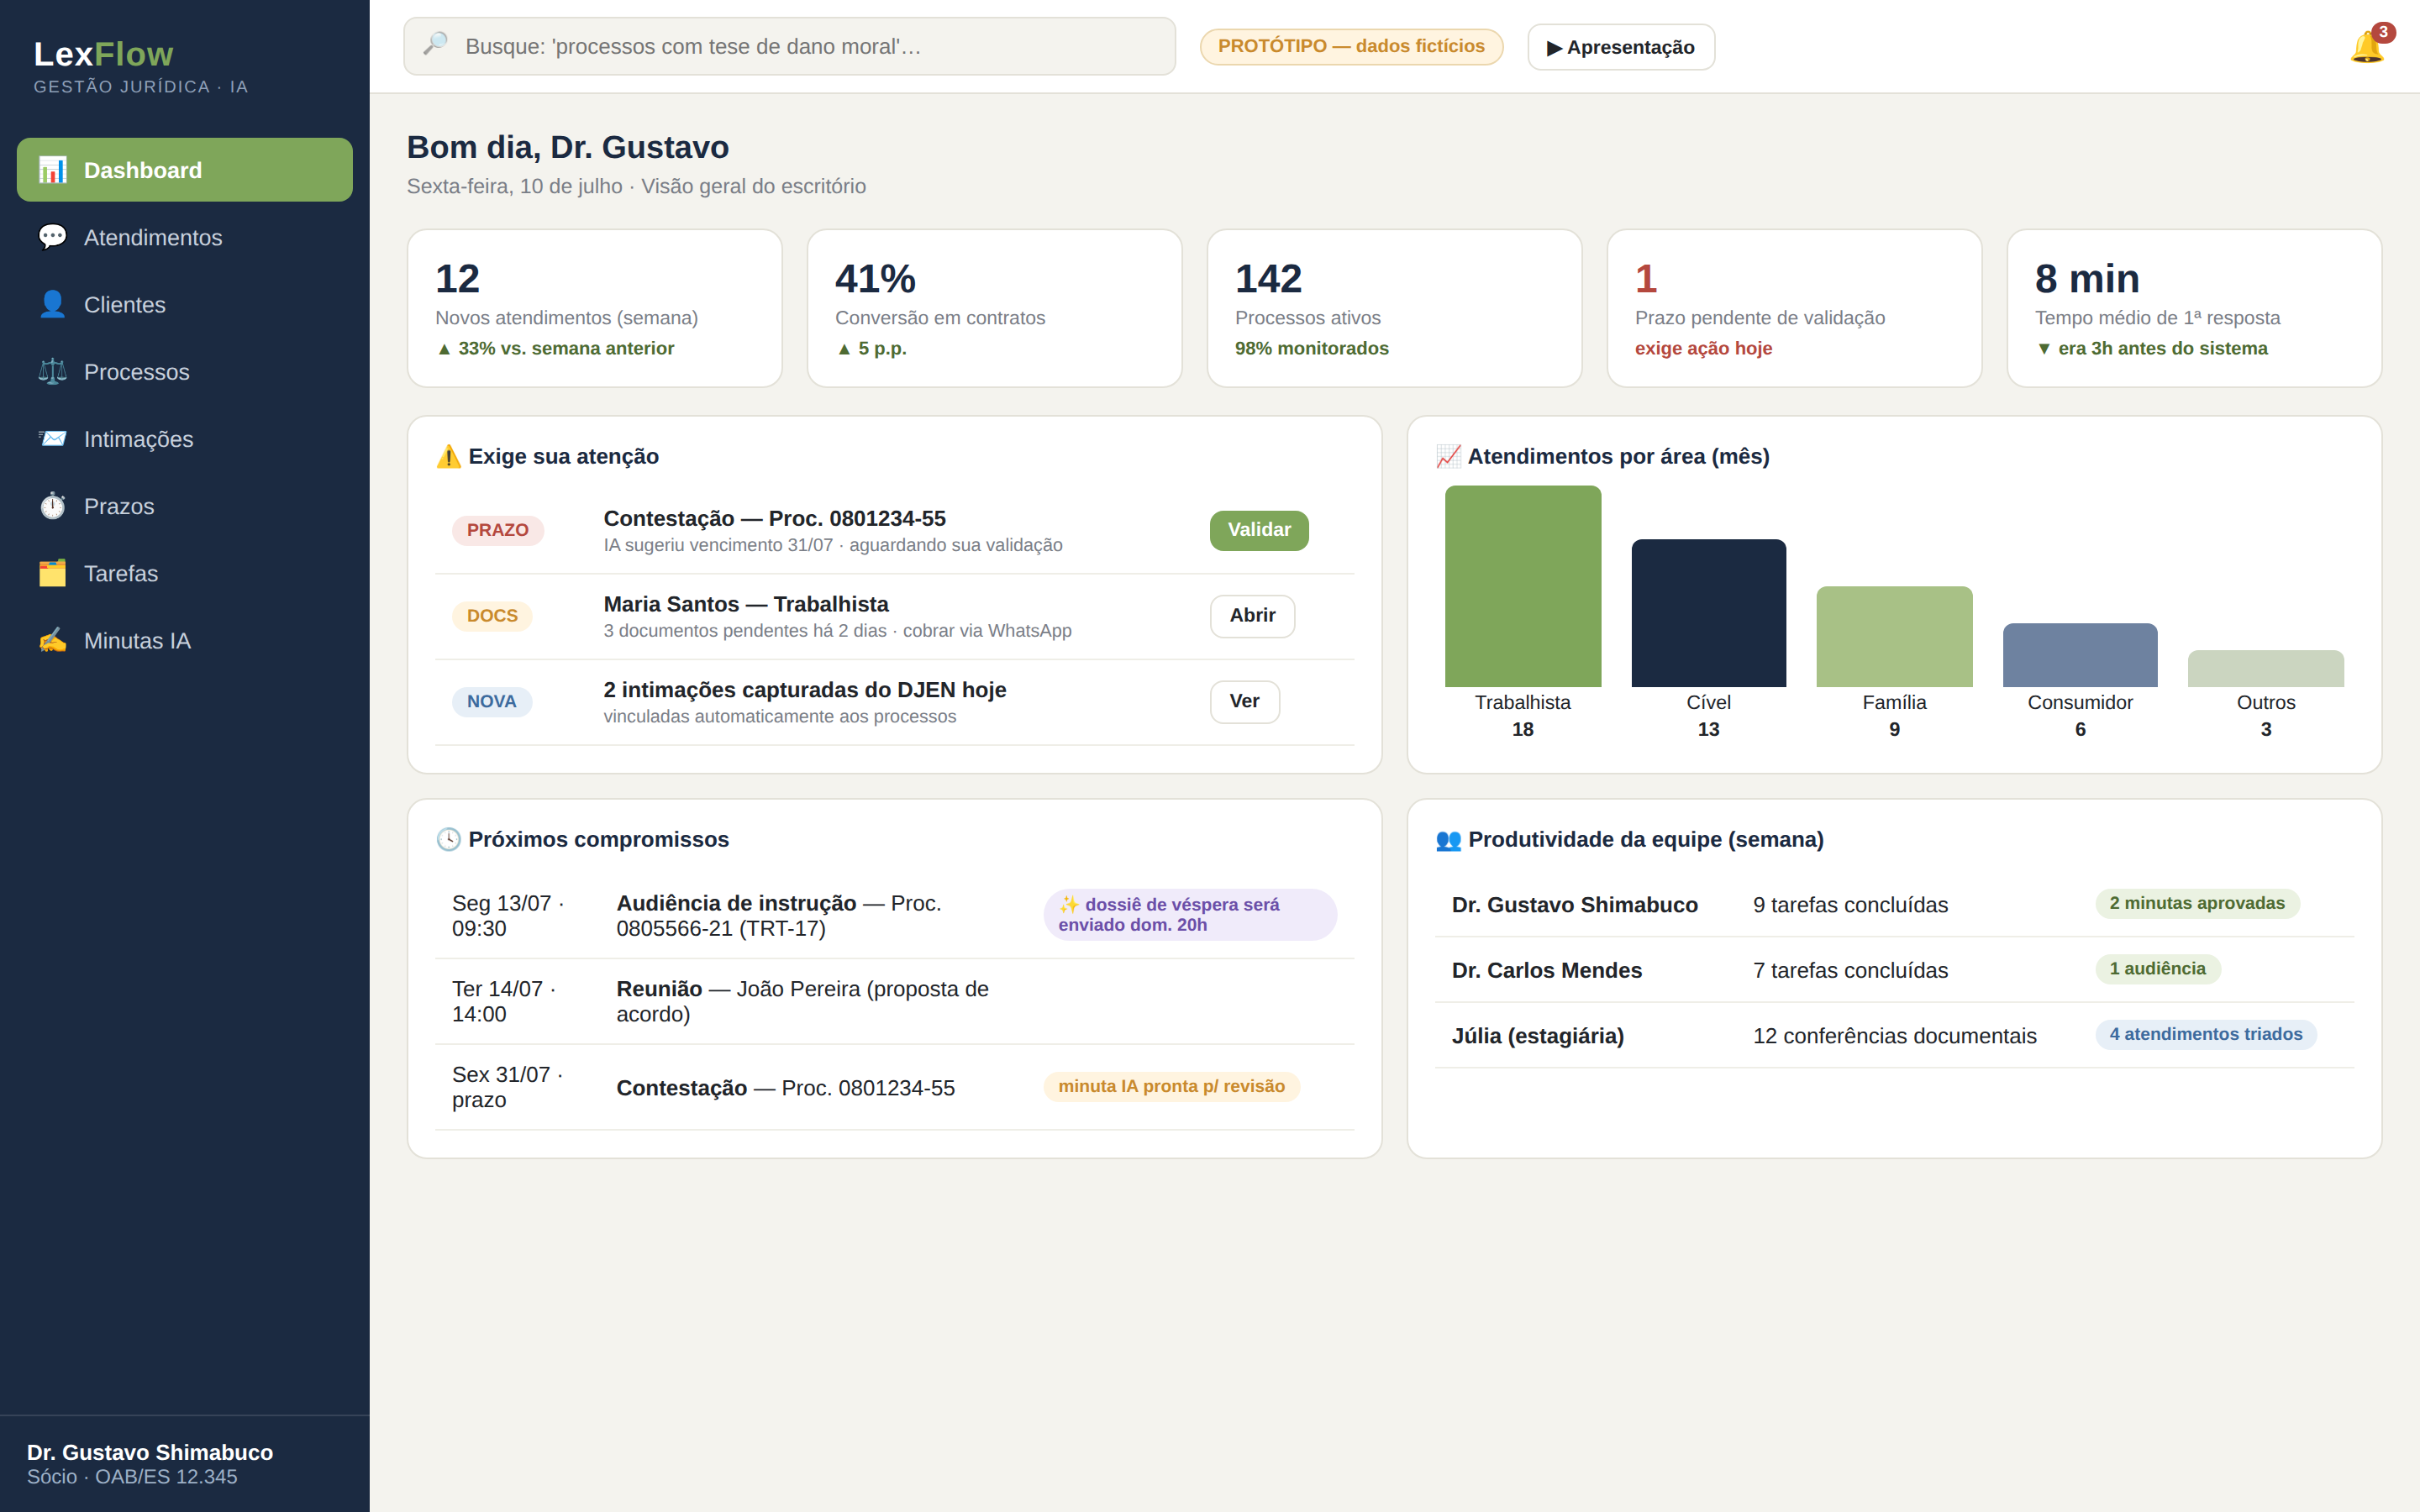 LexFlow
GESTÃO JURÍDICA · IA
Dashboard
Atendimentos
Clientes
Processos
Intimações
Prazos
Tarefas
Minutas IA
Dr. Gustavo Shimabuco
Sócio · OAB/ES 12.345
Busque: 'processos com tese de dano moral'…
PROTÓTIPO — dados fictícios
▶ Apresentação
3
Bom dia, Dr. Gustavo
Sexta-feira, 10 de julho · Visão geral do escritório
12
Novos atendimentos (semana)
▲ 33% vs. semana anterior
41%
Conversão em contratos
▲ 5 p.p.
142
Processos ativos
98% monitorados
1
Prazo pendente de validação
exige ação hoje
8 min
Tempo médio de 1ª resposta
▼ era 3h antes do sistema
⚠️ Exige sua atenção
PRAZO
Contestação — Proc. 0801234-55
IA sugeriu vencimento 31/07 · aguardando sua validação
Validar
DOCS
Maria Santos — Trabalhista
3 documentos pendentes há 2 dias · cobrar via WhatsApp
Abrir
NOVA
2 intimações capturadas do DJEN hoje
vinculadas automaticamente aos processos
Ver
📈 Atendimentos por área (mês)
Trabalhista
18
Cível
13
Família
9
Consumidor
6
Outros
3
🕓 Próximos compromissos
Seg 13/07 ·
09:30
Audiência de instrução — Proc.
0805566-21 (TRT-17)
✨ dossiê de véspera será
enviado dom. 20h
Ter 14/07 ·
14:00
Reunião — João Pereira (proposta de
acordo)
Sex 31/07 ·
prazo
Contestação — Proc. 0801234-55
minuta IA pronta p/ revisão
👥 Produtividade da equipe (semana)
Dr. Gustavo Shimabuco
9 tarefas concluídas
2 minutas aprovadas
Dr. Carlos Mendes
7 tarefas concluídas
1 audiência
Júlia (estagiária)
12 conferências documentais
4 atendimentos triados